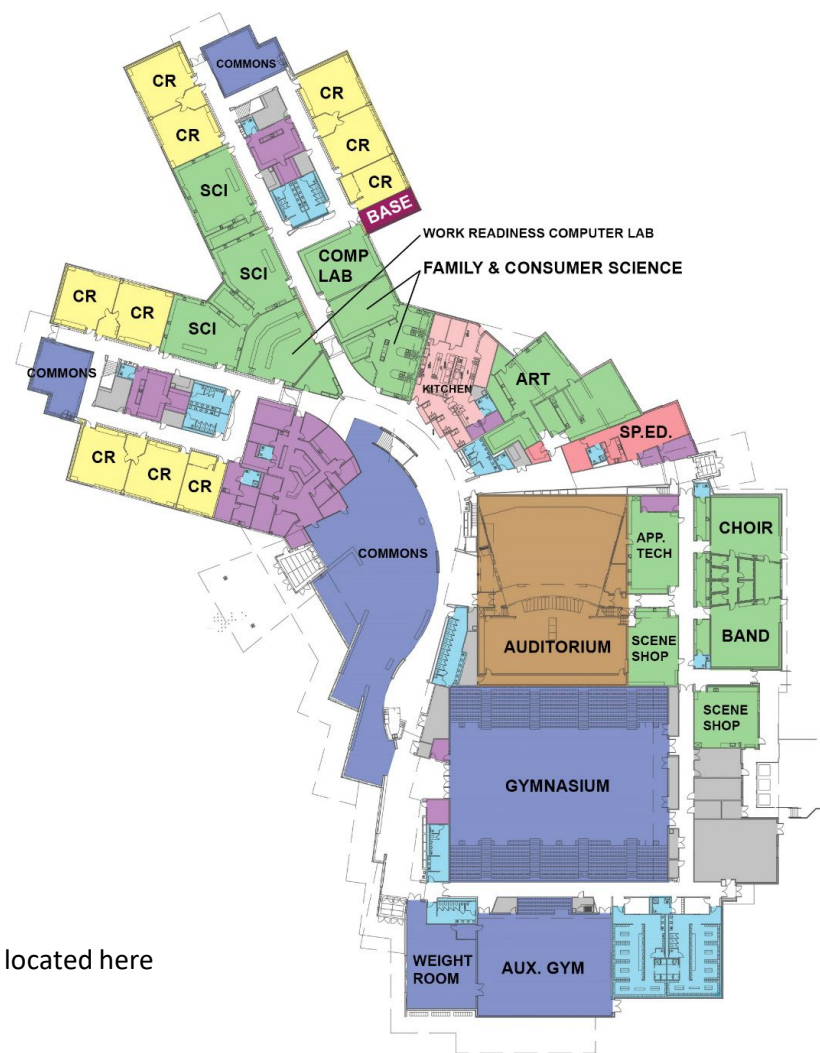 COMMONS
CR
CR
CR
CR
CR
BASE
SCI
SCI
COMP
LAB
WORK READINESS COMPUTER LAB
FAMILY & CONSUMER SCIENCE
CR
CR
SCI
COMMONS
KITCHEN
ART
SP.ED.
CR
CR
CR
COMMONS
APP.
TECH
CHOIR
AUDITORIUM
SCENE
SHOP
BAND
SCENE
SHOP
GYMNASIUM
located here
WEIGHT
ROOM
AUX. GYM